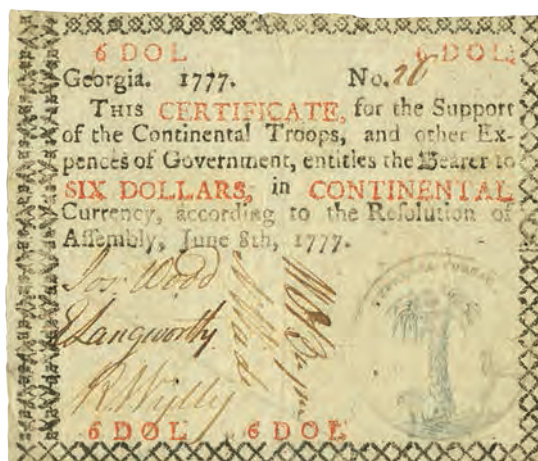 6 DOL 6 DOL
Georgia. 1777. No. 26
THIS CERTIFICATE, for the Support
of the Continental Troops, and other Ex-
pences of Government, entitles the Bearer to
SIX DOLLARS, in CONTINENTAL
Currency, according to the Resolution of
Assembly, June 8th, 1777.
Jos. Wood
E Langworthy
R. Wylly
6 DOL 6 DOL